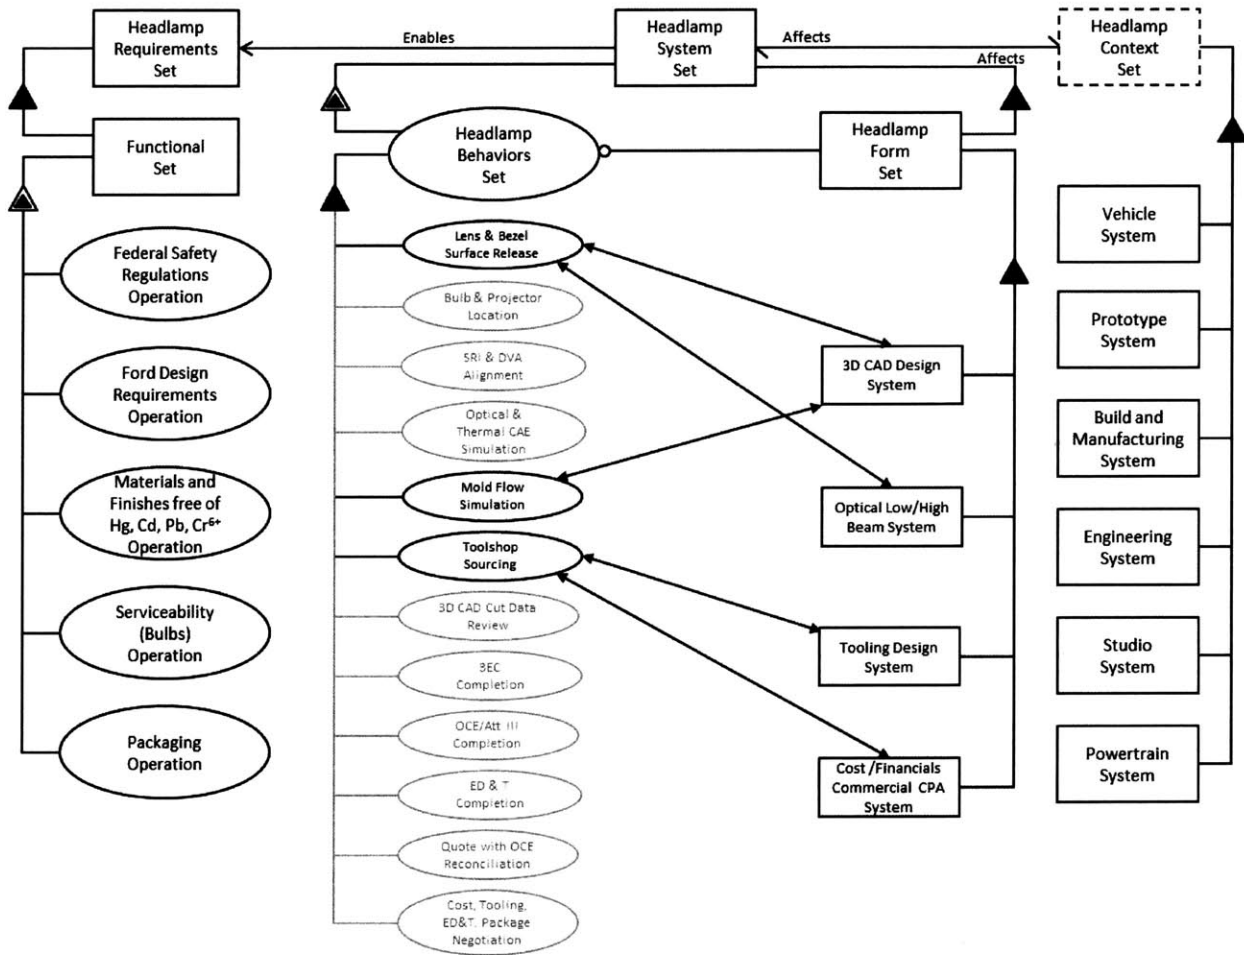 Headlamp
Requirements
Set
Enables
Headlamp
System
Set
Affects
Headlamp
Context
Set
Affects
Functional
Set
Headlamp
Behaviors
Set
Headlamp
Form
Set
Federal Safety
Regulations
Operation
Ford Design
Requirements
Operation
Materials and
Finishes free of
Hg, Cd, Pb, Cr⁶⁺
Operation
Serviceability
(Bulbs)
Operation
Packaging
Operation
Lens & Bezel
Surface Release
Bulb & Projector
Location
SRI & DVA
Alignment
Optical &
Thermal CAE
Simulation
Mold Flow
Simulation
Toolshop
Sourcing
3D CAD Cut Data
Review
BEC
Completion
OCE/Att III
Completion
ED & T
Completion
Quote with OCE
Reconciliation
Cost, Tooling,
ED&T, Package
Negotiation
3D CAD Design
System
Optical Low/High
Beam System
Tooling Design
System
Cost /Financials
Commercial CPA
System
Vehicle
System
Prototype
System
Build and
Manufacturing
System
Engineering
System
Studio
System
Powertrain
System